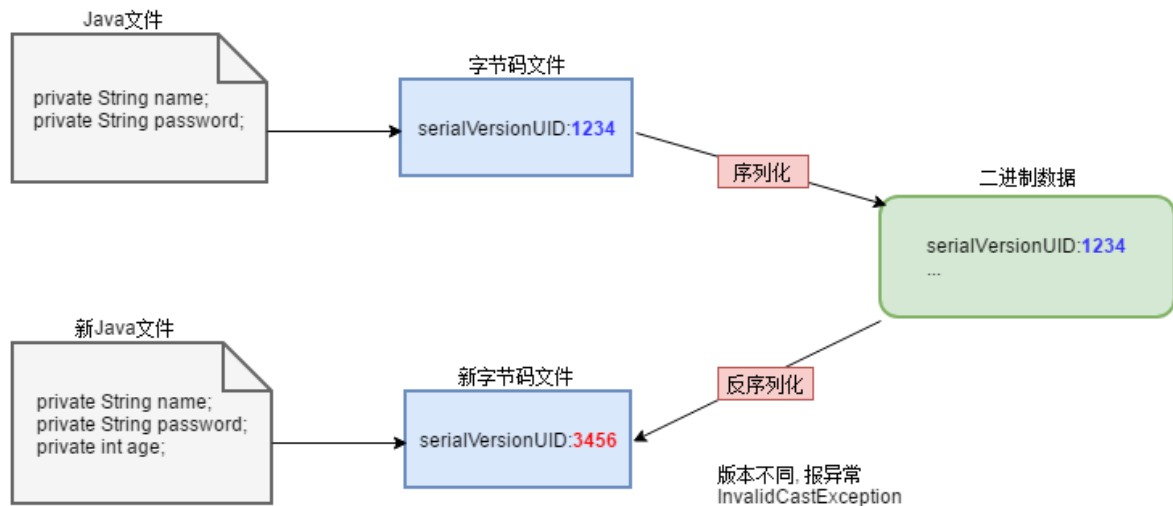 Java文件
private String name;
private String password;
字节码文件
serialVersionUID:1234
序列化
二进制数据
serialVersionUID:1234
...
新Java文件
private String name;
private String password;
private int age;
新字节码文件
serialVersionUID:3456
反序列化
版本不同, 报异常
InvalidCastException